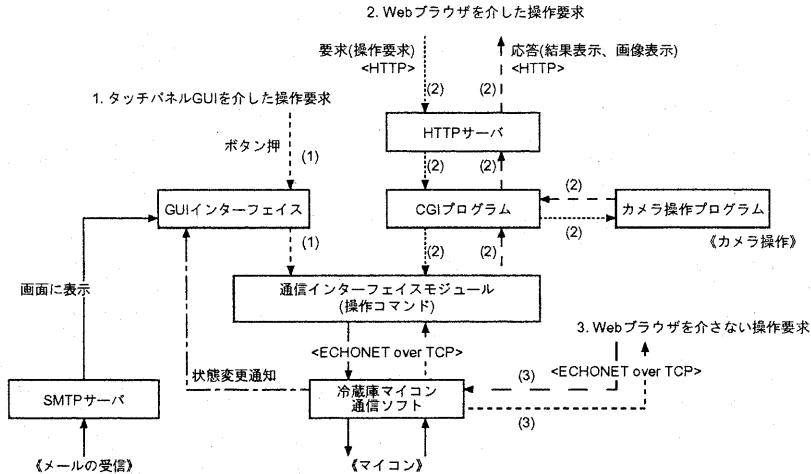 2. Webブラウザを介した操作要求
要求(操作要求)
<HTTP>
応答(結果表示、画像表示)
<HTTP>
(2)
(2)
1. タッチパネルGUIを介した操作要求
HTTPサーバ
ボタン押
(1)
(2)
(2)
GUIインターフェイス
CGIプログラム
(2)
(2)
カメラ操作プログラム
《カメラ操作》
(1)
(2)
(2)
画面に表示
通信インターフェイスモジュール
(操作コマンド)
3. Webブラウザを介さない操作要求
<ECHONET over TCP>
(3)
<ECHONET over TCP>
状態変更通知
SMTPサーバ
冷蔵庫マイコン
通信ソフト
(3)
《メールの受信》
《マイコン》